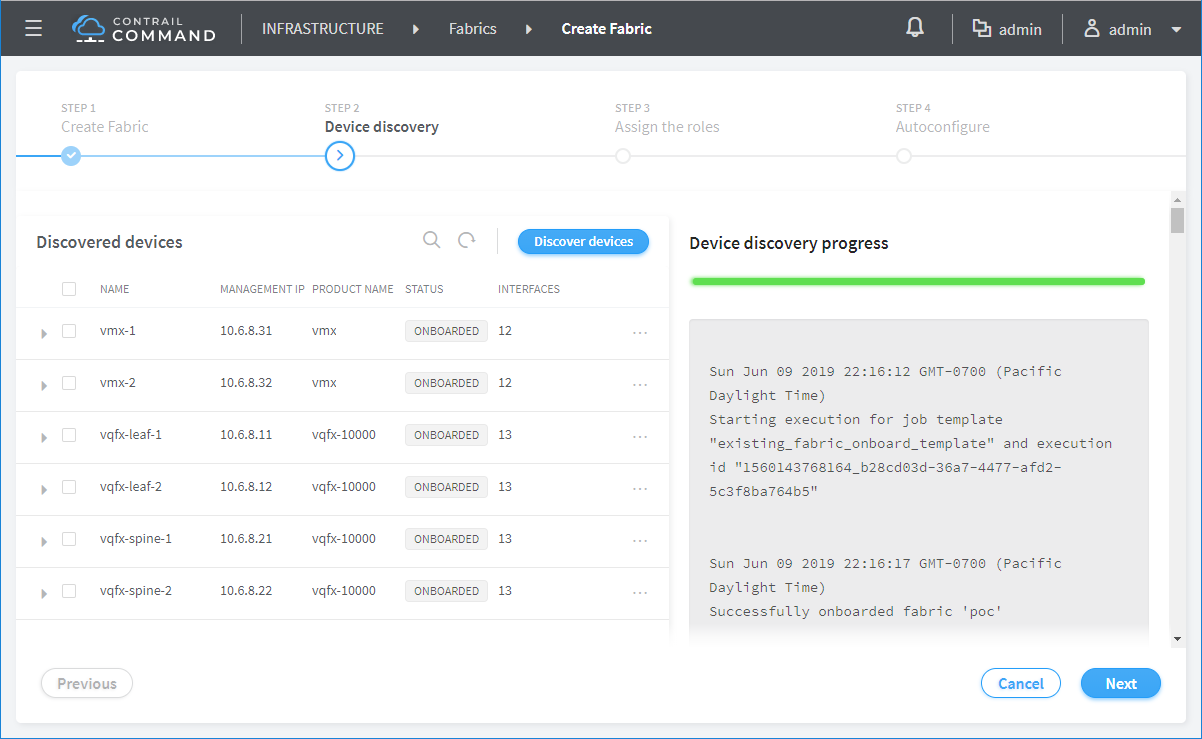 CONTRAIL
COMMAND
INFRASTRUCTURE
Fabrics
Create Fabric
admin
admin
STEP 1
Create Fabric
STEP 2
Device discovery
STEP 3
Assign the roles
STEP 4
Autoconfigure
Discovered devices
Discover devices
NAME MANAGEMENT IP PRODUCT NAME STATUS INTERFACES
vmx-1 10.6.8.31 vmx ONBOARDED 12 ...
vmx-2 10.6.8.32 vmx ONBOARDED 12 ...
vqfx-leaf-1 10.6.8.11 vqfx-10000 ONBOARDED 13 ...
vqfx-leaf-2 10.6.8.12 vqfx-10000 ONBOARDED 13 ...
vqfx-spine-1 10.6.8.21 vqfx-10000 ONBOARDED 13 ...
vqfx-spine-2 10.6.8.22 vqfx-10000 ONBOARDED 13 ...
Device discovery progress
Sun Jun 09 2019 22:16:12 GMT-0700 (Pacific
Daylight Time)
Starting execution for job template
"existing_fabric_onboard_template" and execution
id "1560143768164_b28cd03d-36a7-4477-afd2-
5c3f8ba764b5"
Sun Jun 09 2019 22:16:17 GMT-0700 (Pacific
Daylight Time)
Successfully onboarded fabric 'poc'
Previous
Cancel
Next